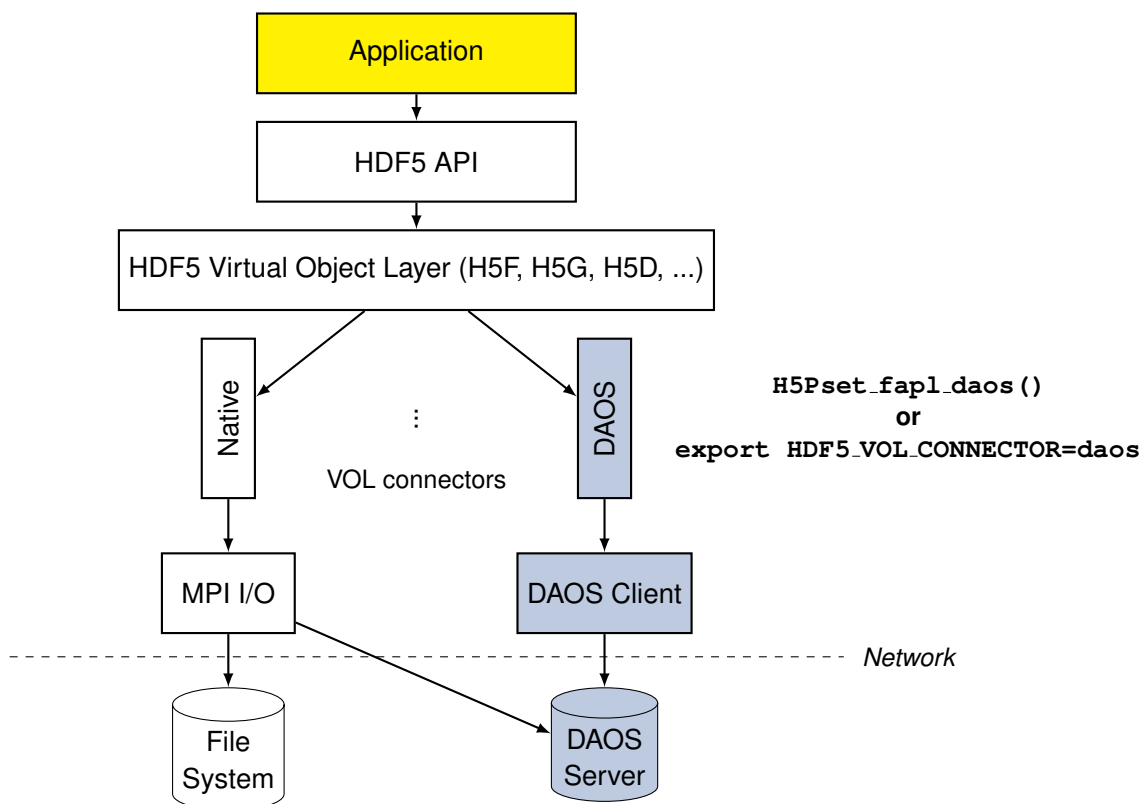 Application
HDF5 API
HDF5 Virtual Object Layer (H5F, H5G, H5D, ...)
Native
...
DAOS
H5Pset_fapl_daos()
or
export HDF5_VOL_CONNECTOR=daos
VOL connectors
MPI I/O
DAOS Client
Network
File
System
DAOS
Server